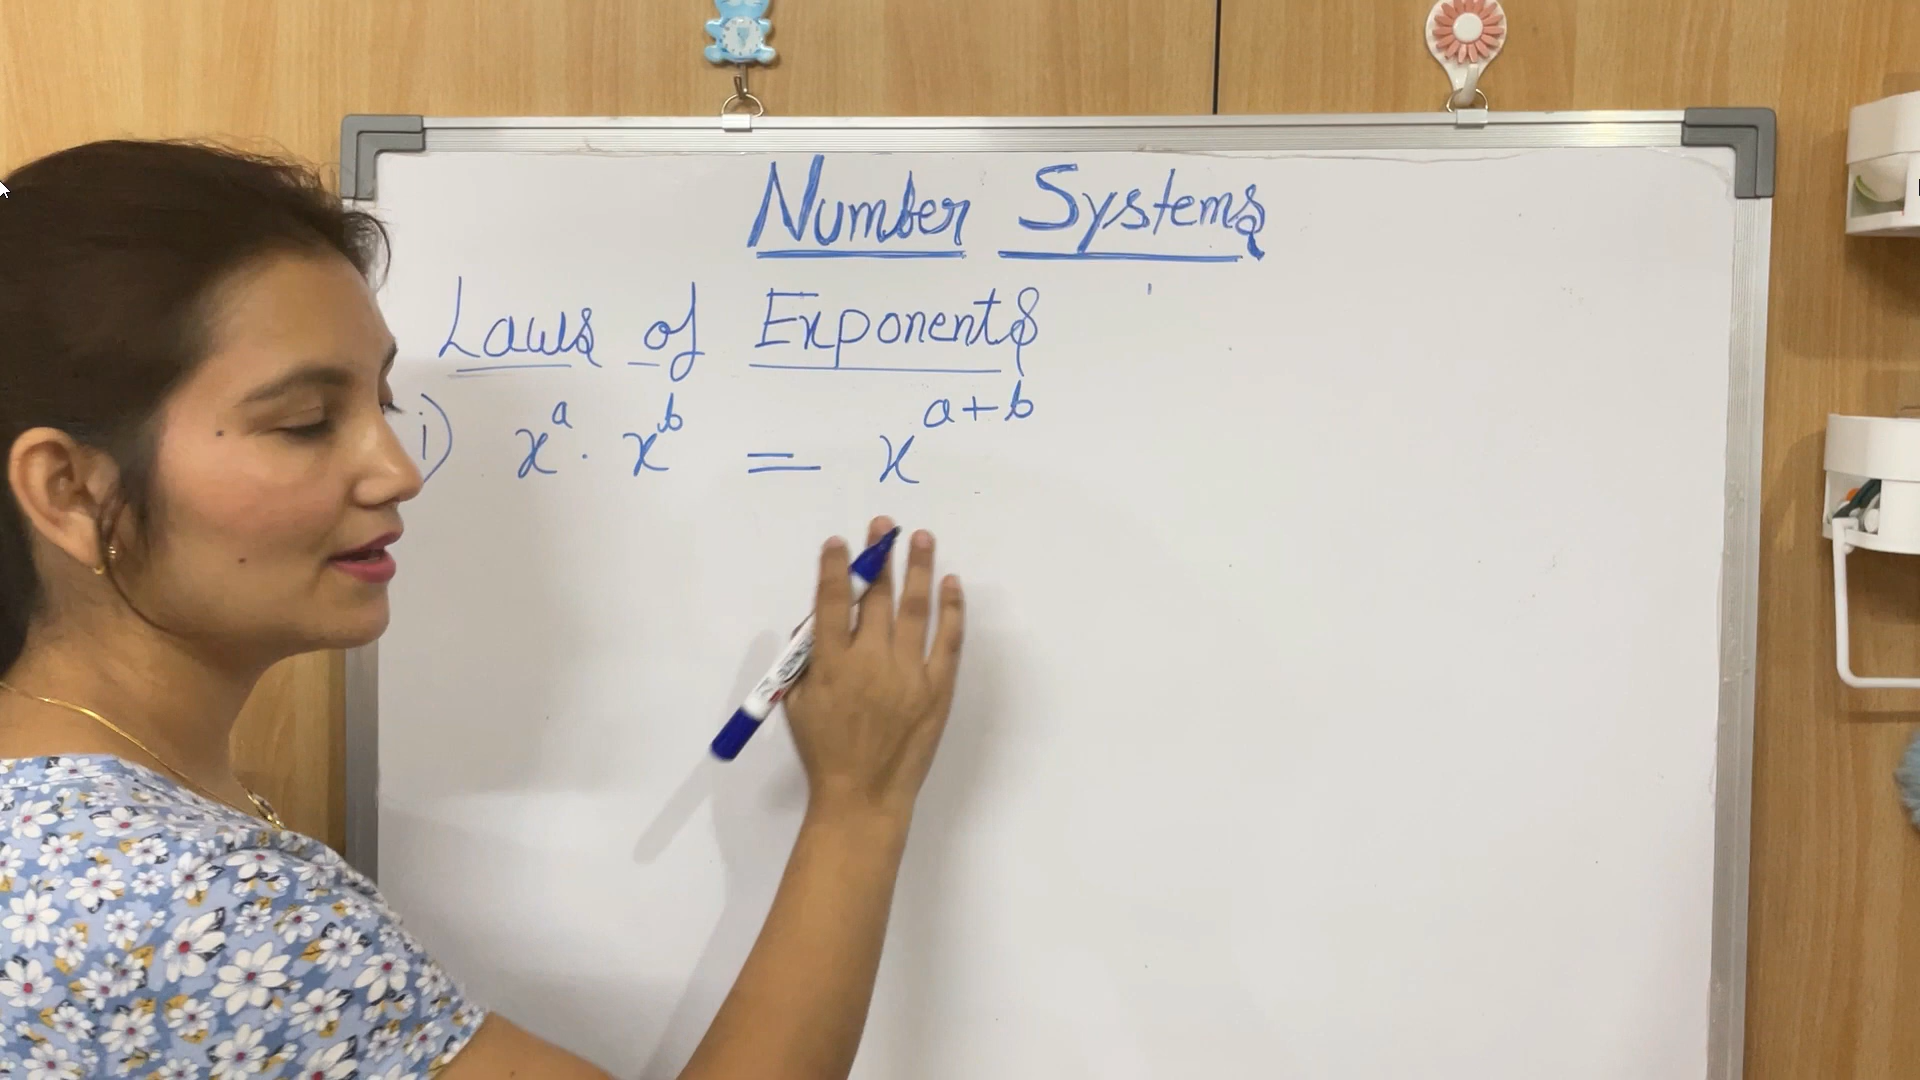 Number Systems
Laws of Exponents
i) x^a . x^b = x^{a+b}